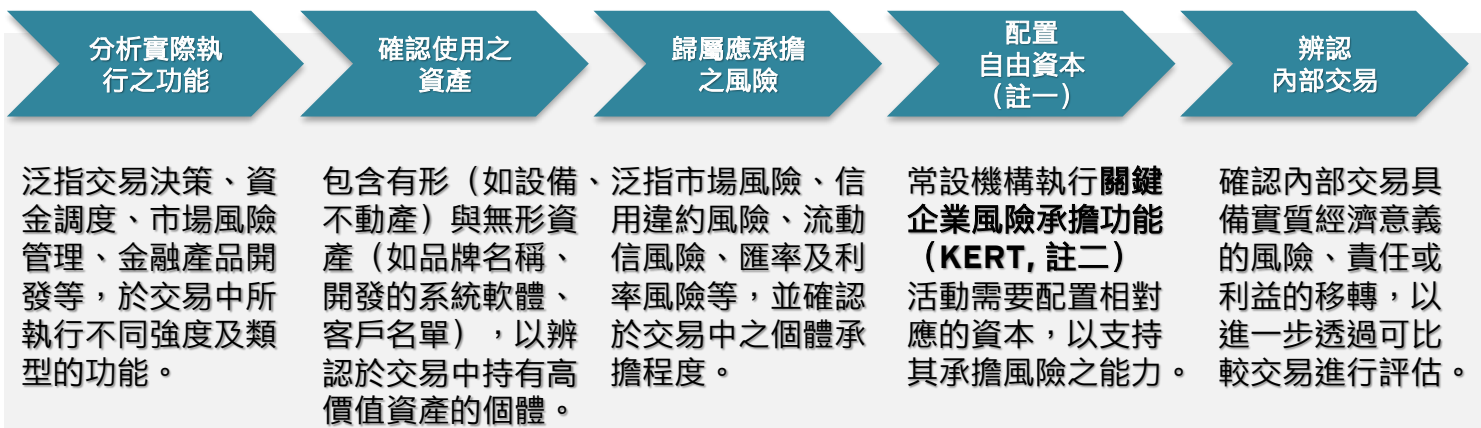 分析實際執
行之功能
確認使用之
資產
歸屬應承擔
之風險
配置
自由資本
（註一）
辨認
內部交易
泛指交易決策、資
金調度、市場風險
管理、金融產品開
發等，於交易中所
執行不同強度及類
型的功能。
包含有形（如設備、
不動產）與無形資
產（如品牌名稱、
開發的系統軟體、
客戶名單），以辨
認於交易中持有高
價值資產的個體。
泛指市場風險、信
用違約風險、流動
信風險、匯率及利
率風險等，並確認
於交易中之個體承
擔程度。
常設機構執行關鍵
企業風險承擔功能
（KERT, 註二）
活動需要配置相對
應的資本，以支持
其承擔風險之能力。
確認內部交易具
備實質經濟意義
的風險、責任或
利益的移轉，以
進一步透過可比
較交易進行評估。